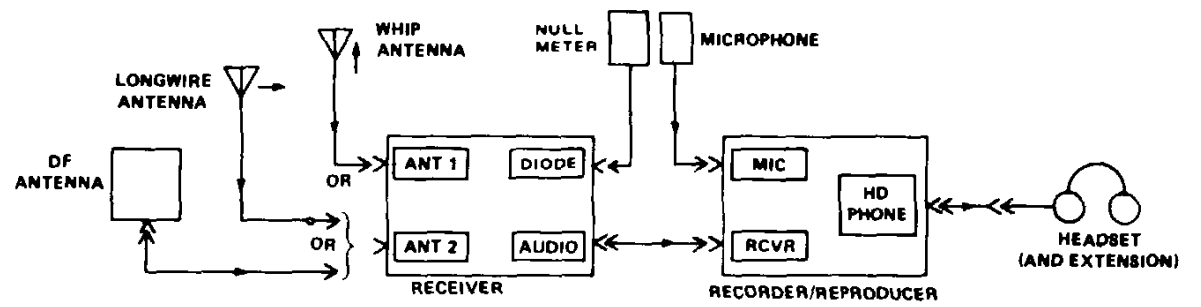 WHIP
ANTENNA
NULL
METER
MICROPHONE
LONGWIRE
ANTENNA
DF
ANTENNA
OR
ANT 1
DIODE
MIC
HD
PHONE
OR
ANT 2
AUDIO
RCVR
HEADSET
(AND EXTENSION)
RECEIVER
RECORDER/REPRODUCER